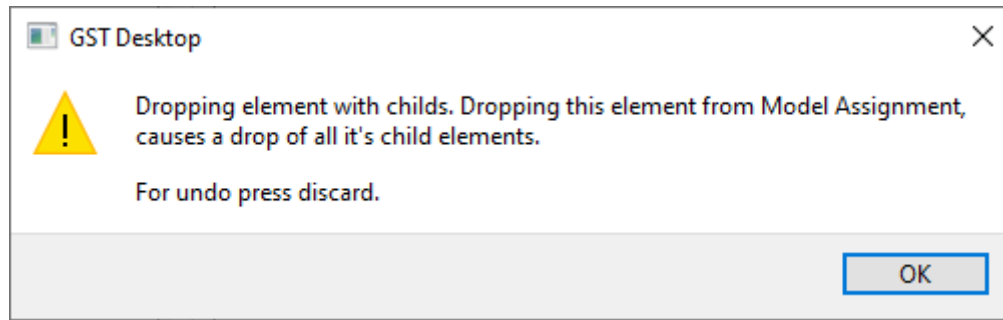 GST Desktop
Dropping element with childs. Dropping this element from Model Assignment,
causes a drop of all it's child elements.
For undo press discard.
OK